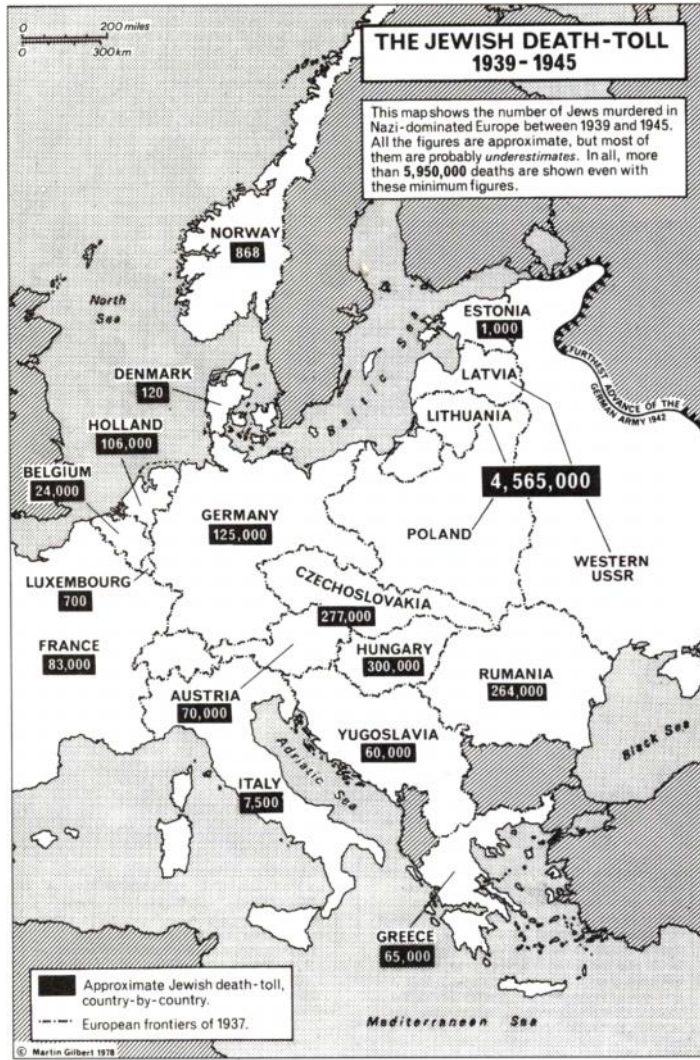 0 200 miles
0 300km
THE JEWISH DEATH-TOLL
1939-1945
This map shows the number of Jews murdered in
Nazi-dominated Europe between 1939 and 1945.
All the figures are approximate, but most of
them are probably underestimates. In all, more
than 5,950,000 deaths are shown even with
these minimum figures.
NORWAY
868
North
Sea
ESTONIA
1,000
FURTHEST ADVANCE OF THE
GERMAN ARMY 1942
LATVIA
Baltic Sea
DENMARK
120
LITHUANIA
HOLLAND
106,000
BELGIUM
24,000
4,565,000
GERMANY
125,000
POLAND
WESTERN
USSR
LUXEMBOURG
700
CZECHOSLOVAKIA
277,000
FRANCE
83,000
HUNGARY
300,000
RUMANIA
264,000
AUSTRIA
70,000
YUGOSLAVIA
60,000
Black Sea
Adriatic Sea
ITALY
7,500
GREECE
65,000
Approximate Jewish death-toll,
country-by-country.
European frontiers of 1937.
Mediterranean Sea
© Martin Gilbert 1978